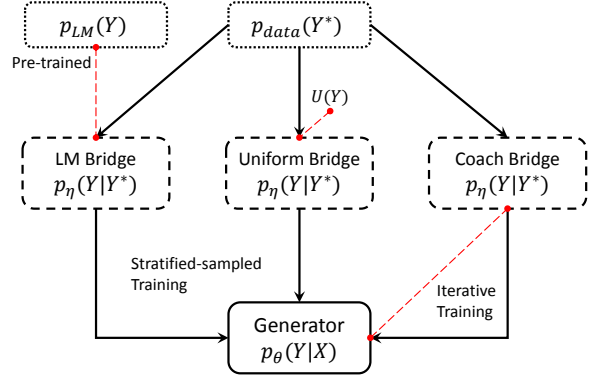 p_{LM}(Y)
p_{data}(Y*)
Pre-trained
U(Y)
LM Bridge
p_η(Y|Y*)
Uniform Bridge
p_η(Y|Y*)
Coach Bridge
p_η(Y|Y*)
Stratified-sampled
Training
Iterative
Training
Generator
p_θ(Y|X)